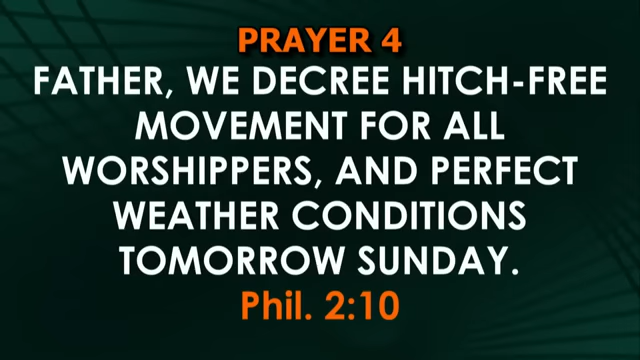 PRAYER 4
FATHER, WE DECREE HITCH-FREE
MOVEMENT FOR ALL
WORSHIPPERS, AND PERFECT
WEATHER CONDITIONS
TOMORROW SUNDAY.
Phil. 2:10